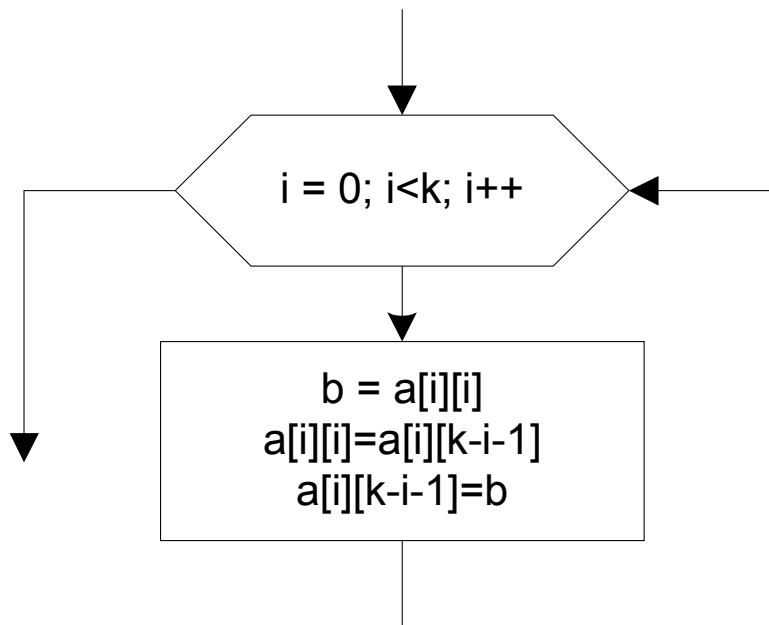 i = 0; i<k; i++
b = a[i][i]
a[i][i]=a[i][k-i-1]
a[i][k-i-1]=b